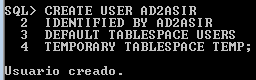 SQL> CREATE USER AD2ASIR
2 IDENTIFIED BY AD2ASIR
3 DEFAULT TABLESPACE USERS
4 TEMPORARY TABLESPACE TEMP;
Usuario creado.